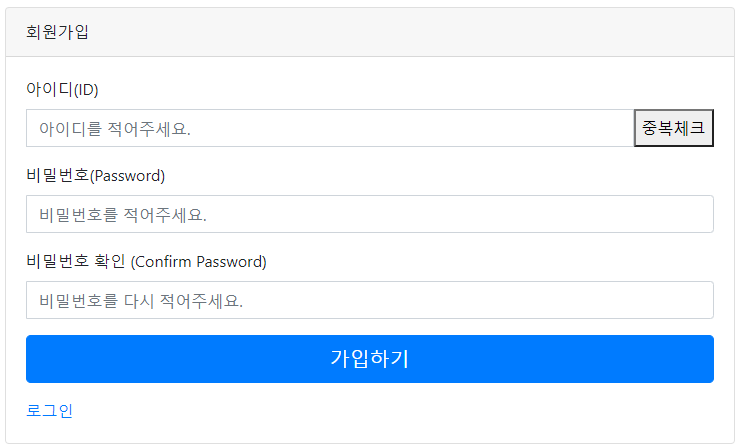 회원가입
아이디(ID)
아이디를 적어주세요. 중복체크
비밀번호(Password)
비밀번호를 적어주세요.
비밀번호 확인 (Confirm Password)
비밀번호를 다시 적어주세요.
가입하기
로그인